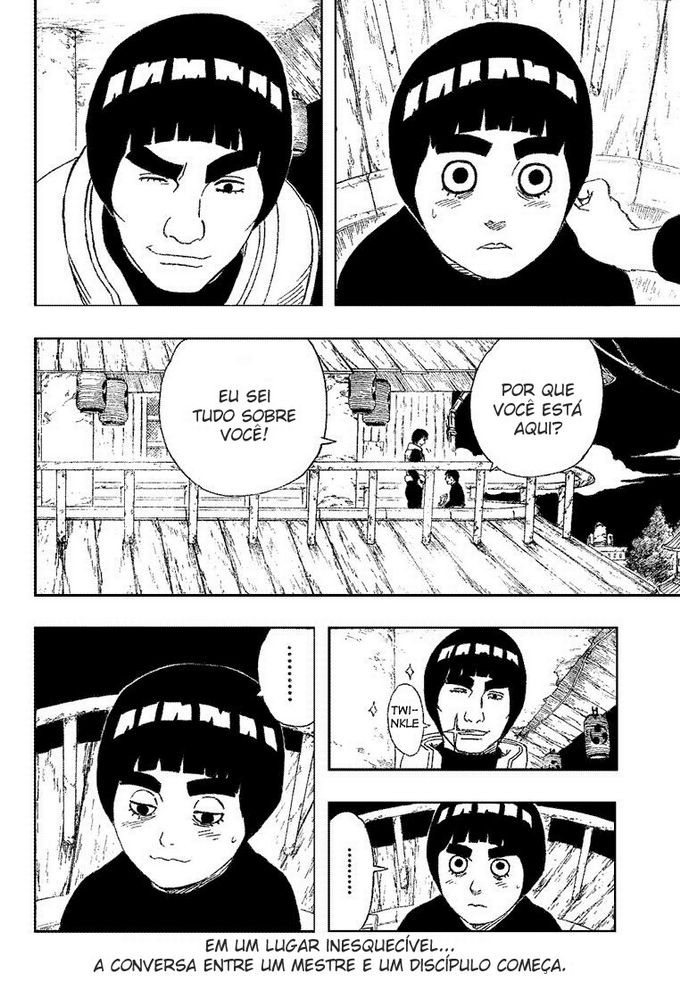 POR QUE
VOCÊ ESTÁ
AQUI?
EU SEI
TUDO SOBRE
VOCÊ!
TWI-
NKLE
........
........
EM UM LUGAR INESQUECÍVEL...
A CONVERSA ENTRE UM MESTRE E UM DISCÍPULO COMEÇA.